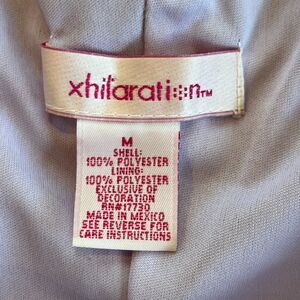 xhilaration™
M
SHELL:
100% POLYESTER
LINING:
100% POLYESTER
EXCLUSIVE OF
DECORATION
RN#17730
MADE IN MEXICO
SEE REVERSE FOR
CARE INSTRUCTIONS